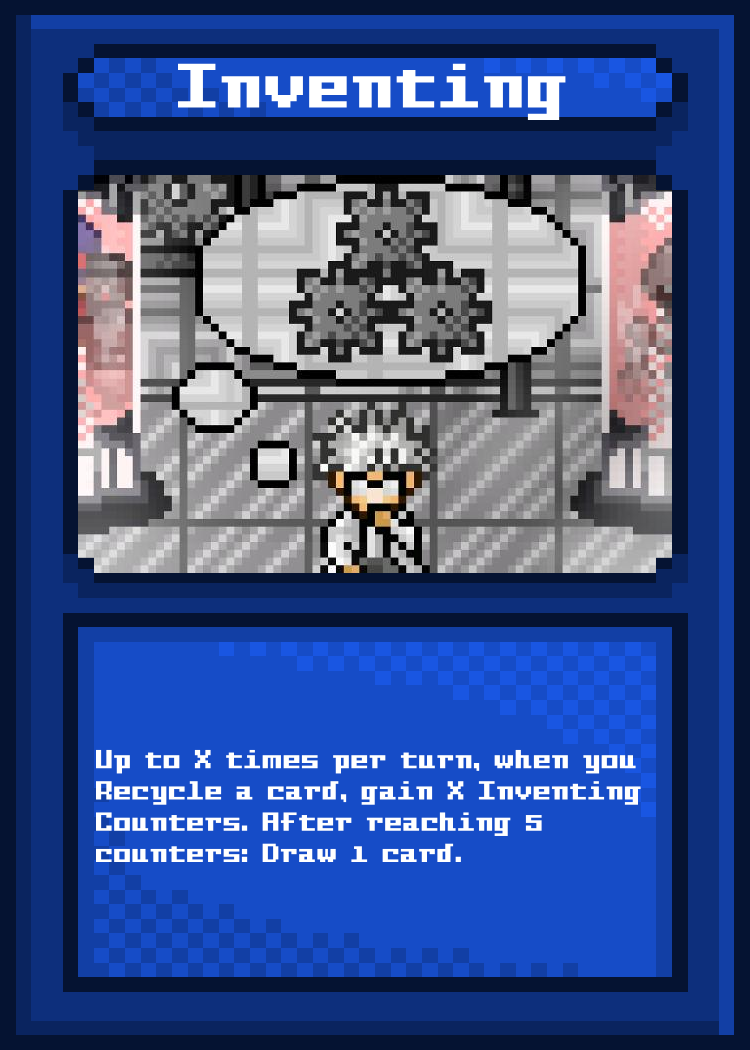 Inventing
Up to X times per turn, when you
Recycle a card, gain X Inventing
Counters. After reaching 5
counters: Draw 1 card.